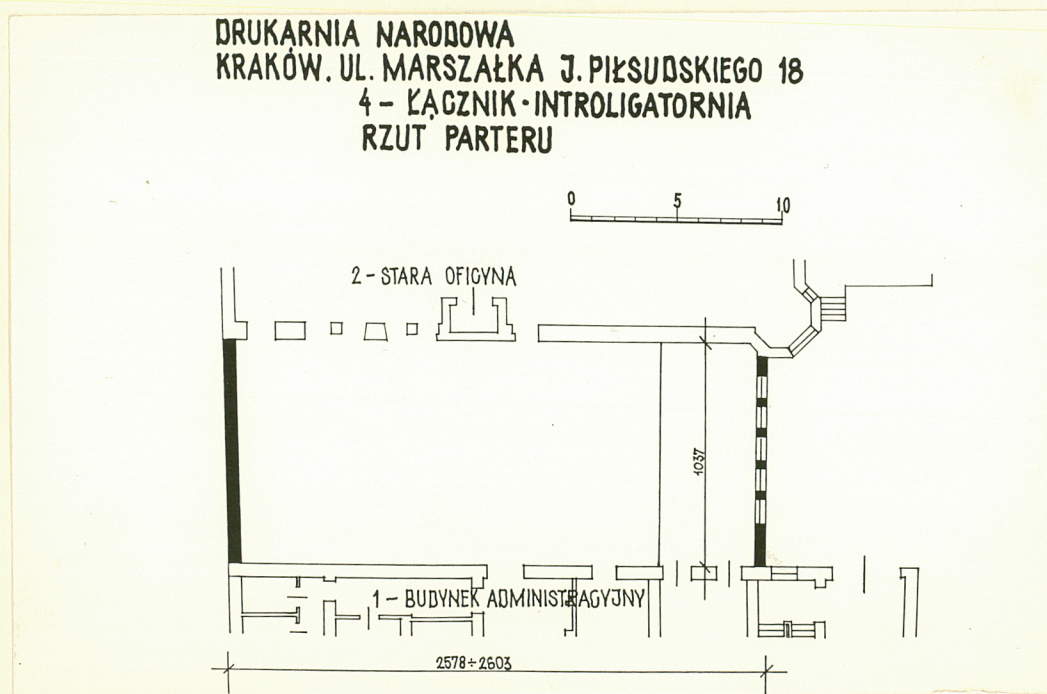 DRUKARNIA NARODOWA
KRAKÓW. UL. MARSZAŁKA J. PIŁSUDSKIEGO 18
4 - ŁĄCZNIK · INTROLIGATORNIA
RZUT PARTERU
0 5 10
2 - STARA OFICYNA
1037
1 - BUDYNEK ADMINISTRACYJNY
2578÷2603